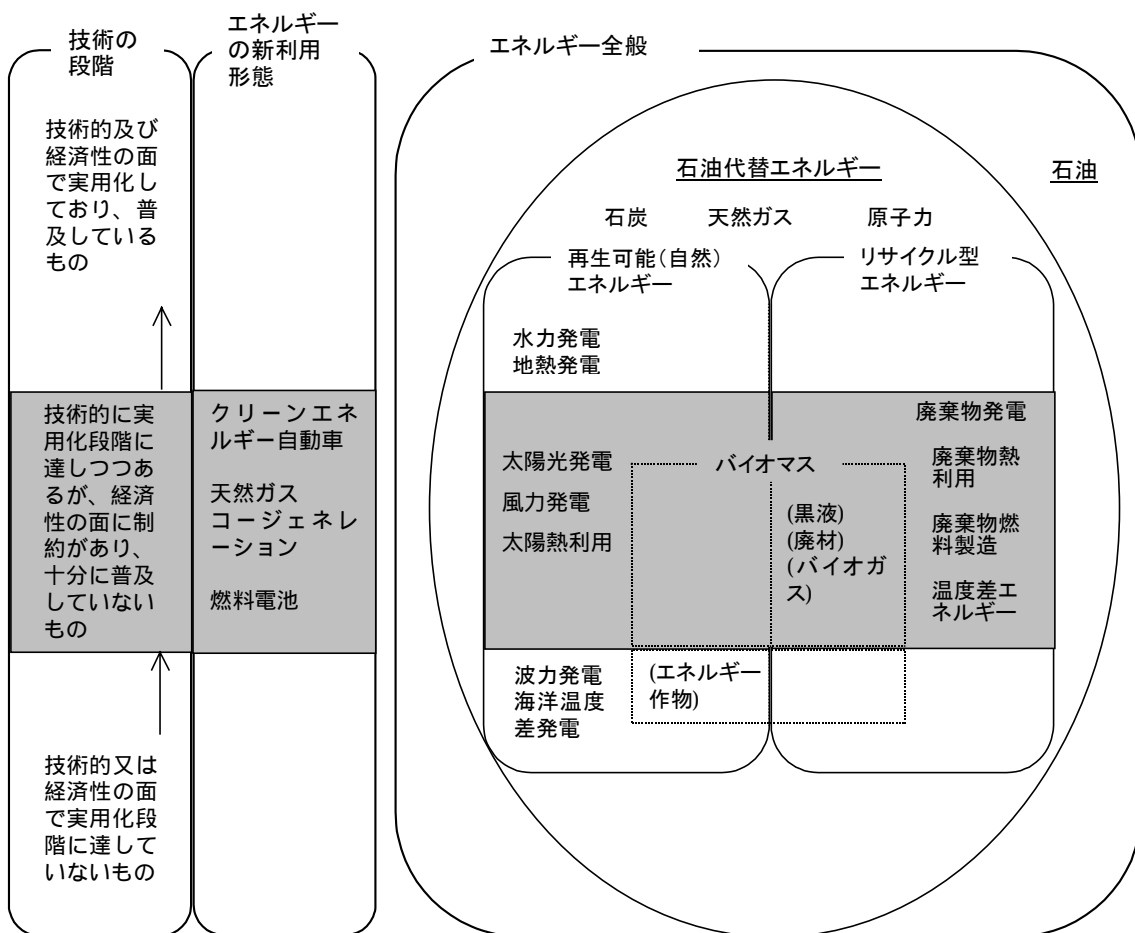 技術の
段階
エネルギー
の新利用
形態
エネルギー全般
技術的及び
経済性の面
で実用化し
ており、普
及している
もの
石油代替エネルギー
石油
石炭
天然ガス
原子力
再生可能(自然)
エネルギー
リサイクル型
エネルギー
水力発電
地熱発電
技術的に実
用化段階に
達しつつあ
るが、経済
性の面に制
約があり、
十分に普及
していない
もの
クリーンエネ
ルギー自動車
天然ガス
コージェネレ
ーション
燃料電池
太陽光発電
風力発電
太陽熱利用
バイオマス
(黒液)
(廃材)
(バイオガ
ス)
廃棄物発電
廃棄物熱
利用
廃棄物燃
料製造
温度差エ
ネルギー
波力発電
海洋温度
差発電
(エネルギー
作物)
技術的又は
経済性の面
で実用化段
階に達して
いないもの